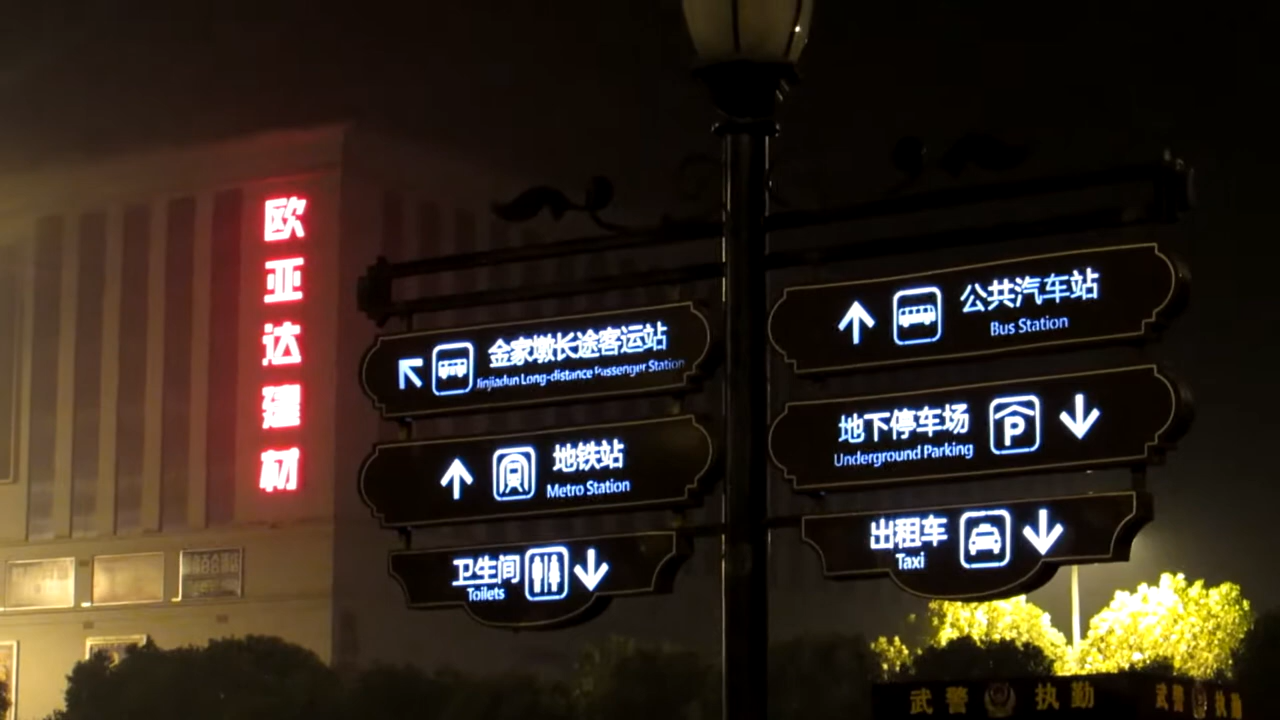 欧亚达建材
金家墩长途客运站
Jinjiadun Long-distance Passenger Station
地铁站
Metro Station
卫生间
Toilets
公共汽车站
Bus Station
地下停车场
Underground Parking
P
出租车
Taxi
武警 执勤
武警 执勤